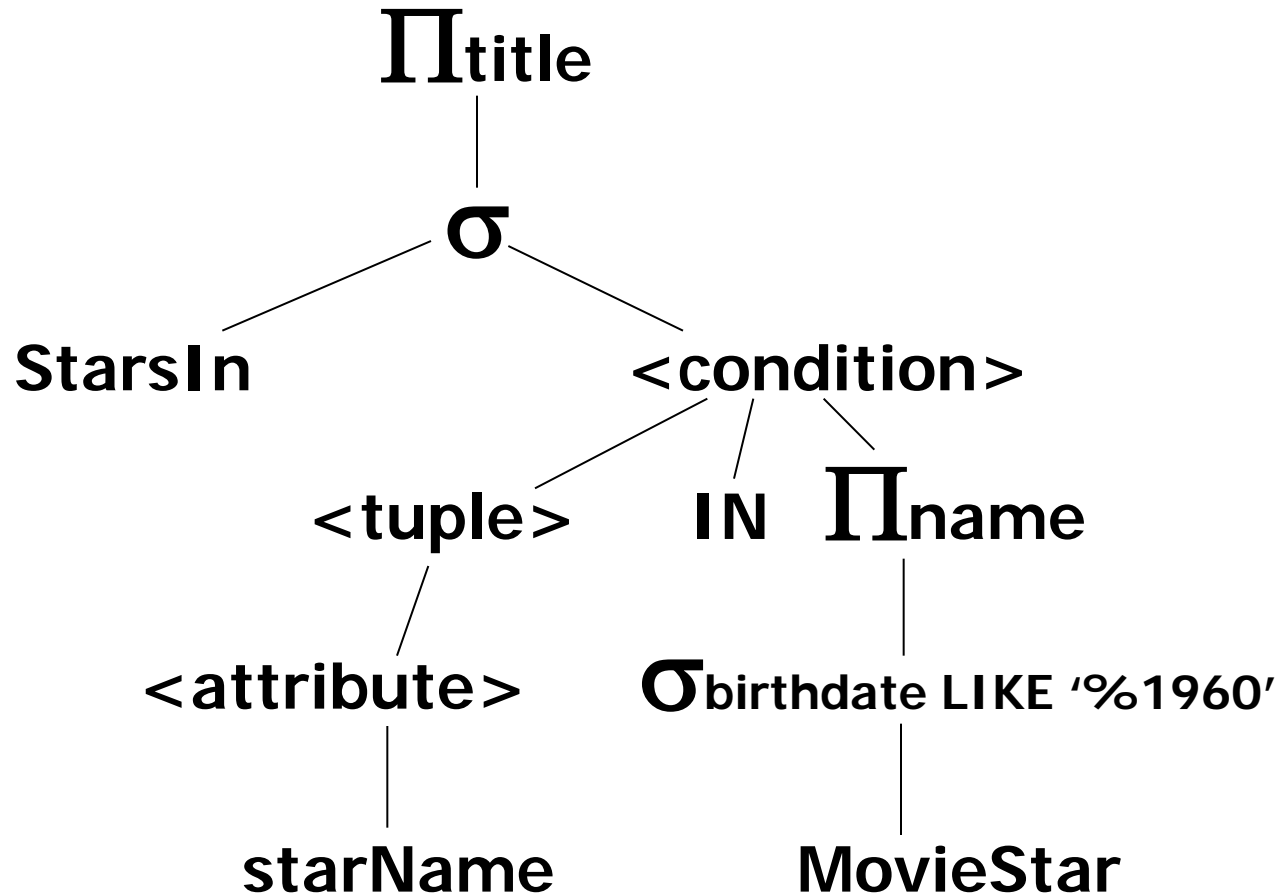 Πtitle
σ
StarsIn <condition>
<tuple> IN Πname
<attribute> σbirthdate LIKE ‘%1960’
starName MovieStar